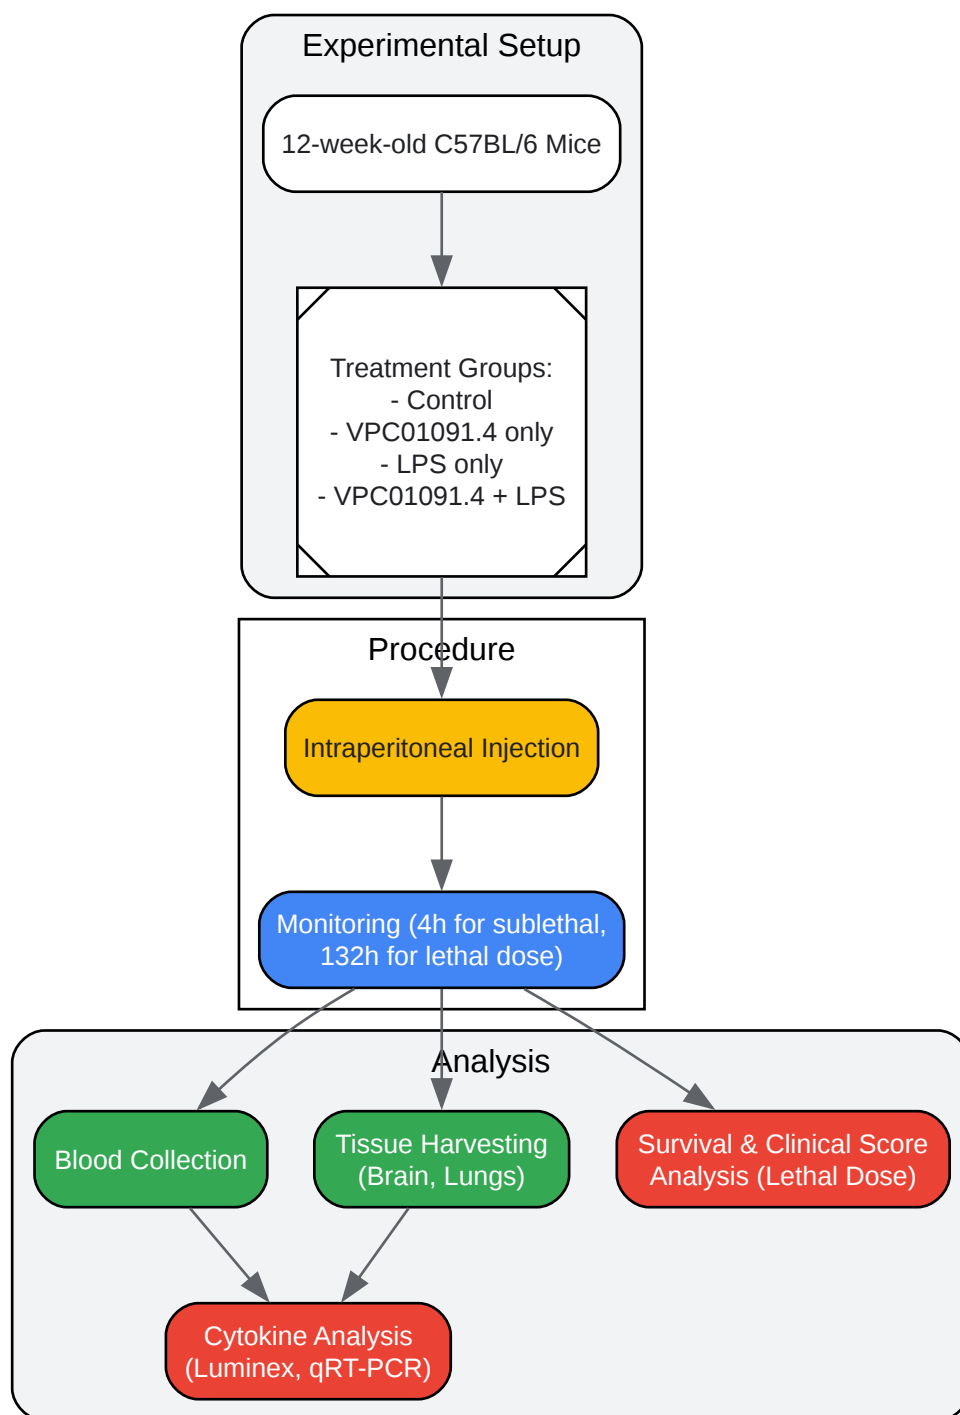 Experimental Setup
12-week-old C57BL/6 Mice
Treatment Groups:
- Control
- VPC01091.4 only
- LPS only
- VPC01091.4 + LPS
Procedure
Intraperitoneal Injection
Monitoring (4h for sublethal,
132h for lethal dose)
Analysis
Blood Collection
Tissue Harvesting
(Brain, Lungs)
Survival & Clinical Score
Analysis (Lethal Dose)
Cytokine Analysis
(Luminex, qRT-PCR)